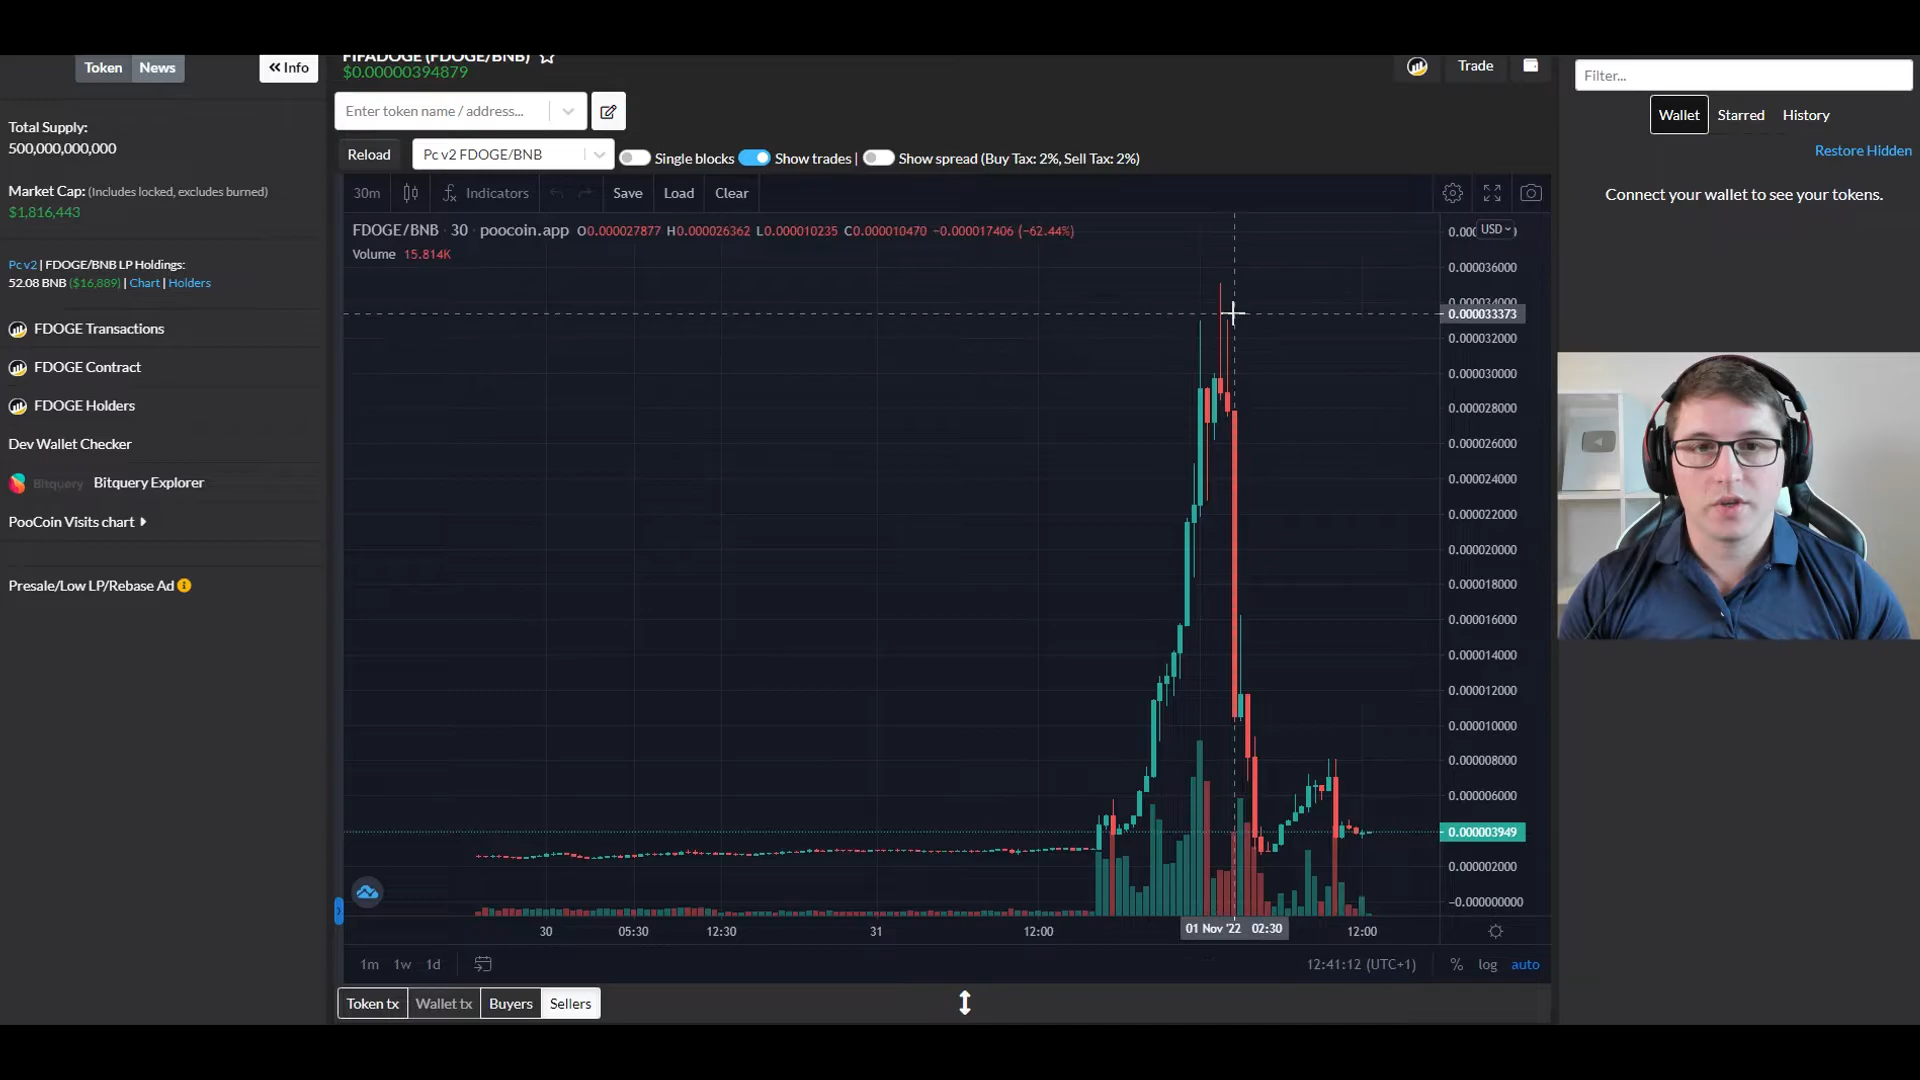 Token News « Info
FIFADOGE (FDOGE/BNB)
$0.00000394879
Trade
Filter...
Enter token name / address...
Wallet Starred History
Total Supply:
500,000,000,000
Restore Hidden
Reload Pc v2 FDOGE/BNB Single blocks Show trades | Show spread (Buy Tax: 2%, Sell Tax: 2%)
Connect your wallet to see your tokens.
Market Cap: (Includes locked, excludes burned)
$1,816,443
30m Indicators Save Load Clear
FDOGE/BNB · 30 · poocoin.app O0.000027877 H0.000026362 L0.000010235 C0.000010470 −0.000017406 (−62.44%)
USD
Volume 15.814K
Pc v2 | FDOGE/BNB LP Holdings:
52.08 BNB ($16,889) | Chart | Holders
FDOGE Transactions
FDOGE Contract
FDOGE Holders
Dev Wallet Checker
Bitquery Bitquery Explorer
PooCoin Visits chart
Presale/Low LP/Rebase Ad
0.000036000
0.000034000
0.000033373
0.000032000
0.000030000
0.000028000
0.000026000
0.000024000
0.000022000
0.000020000
0.000018000
0.000016000
0.000014000
0.000012000
0.000010000
0.000008000
0.000006000
0.000003949
0.000002000
−0.000000000
30 05:30 12:30 31 12:00 01 Nov '22 02:30 12:00
1m 1w 1d 12:41:12 (UTC+1) % log auto
Token tx Wallet tx Buyers Sellers